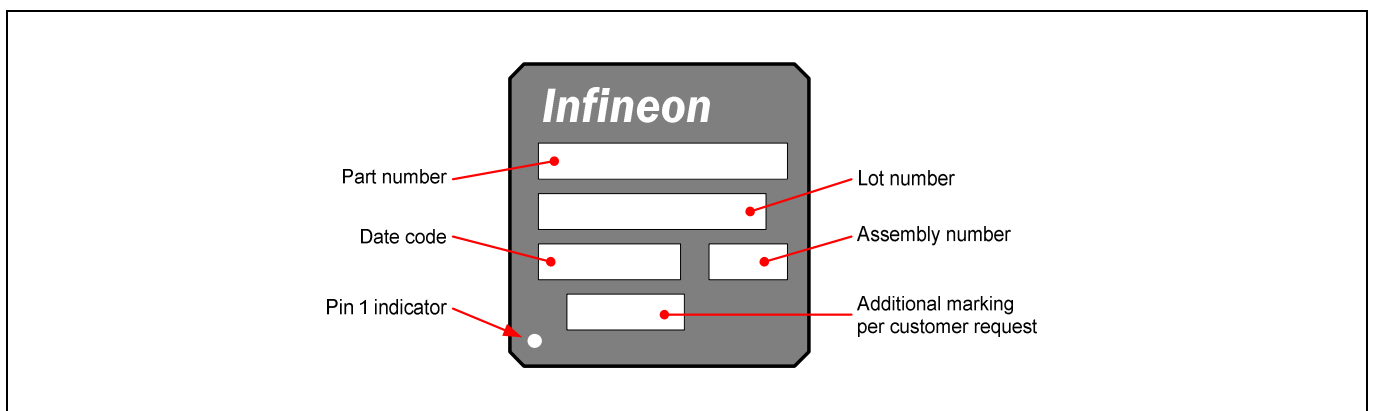 Infineon
Part number
Lot number
Date code
Assembly number
Pin 1 indicator
Additional marking
per customer request